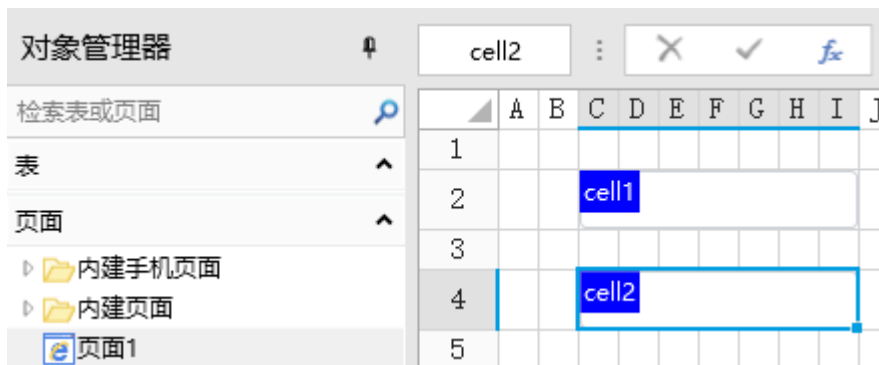 对象管理器
检索表或页面
表
页面
内建手机页面
内建页面
页面1
cell2
fx
A B C D E F G H I J
1
2 cell1
3
4 cell2
5